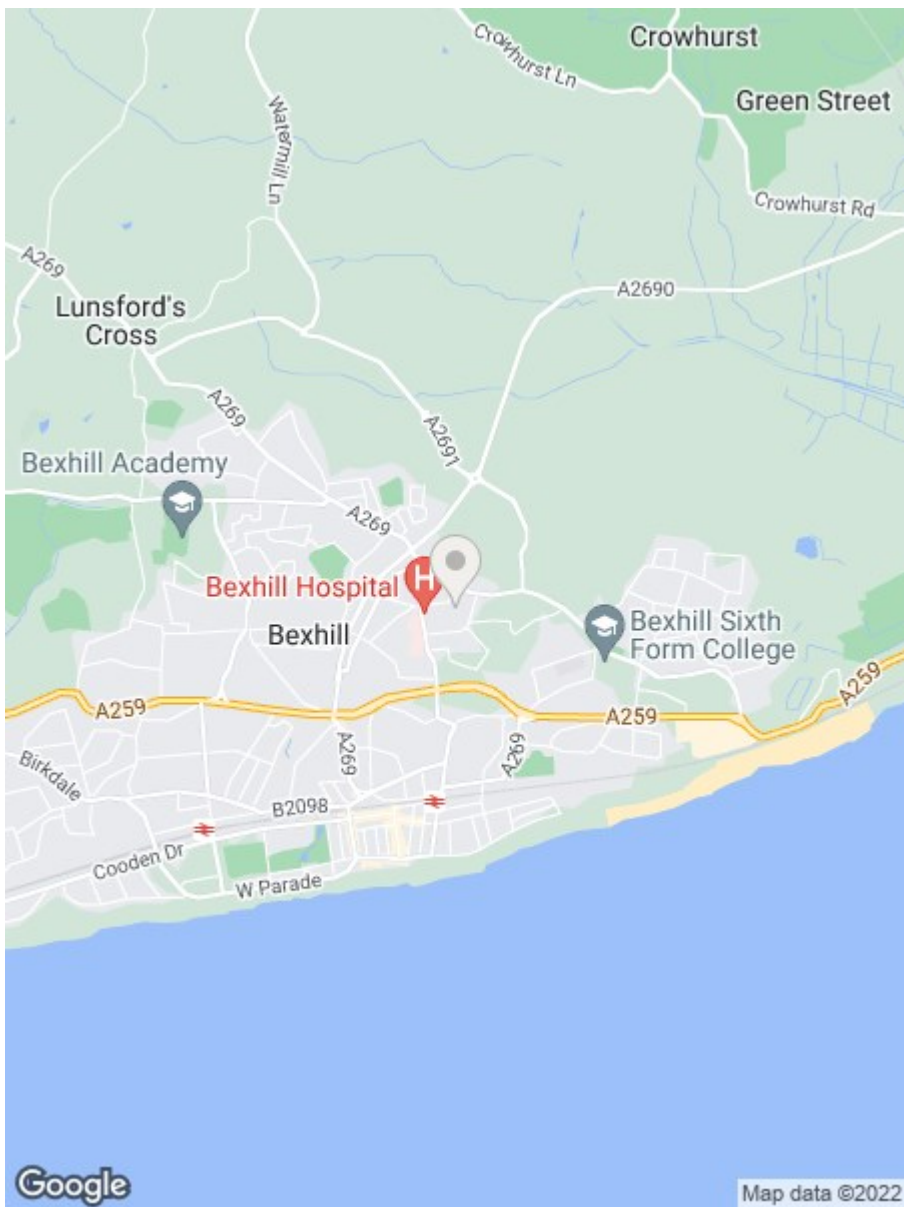 Crowhurst
Crowhurst Ln
Green Street
Watermill Ln
Crowhurst Rd
A269
A2690
Lunsford's
Cross
A269
A2691
Bexhill Academy
A269
H
Bexhill Hospital
Bexhill
Bexhill Sixth
Form College
A259
A259
A259
A269
A269
Birkdale
B2098
Cooden Dr
W Parade
Google
Map data ©2022